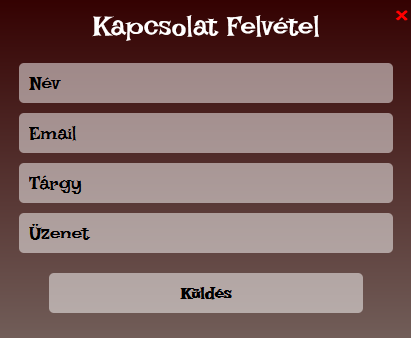 Kapcsolat Felvétel
Név
Email
Tárgy
Üzenet
Küldés